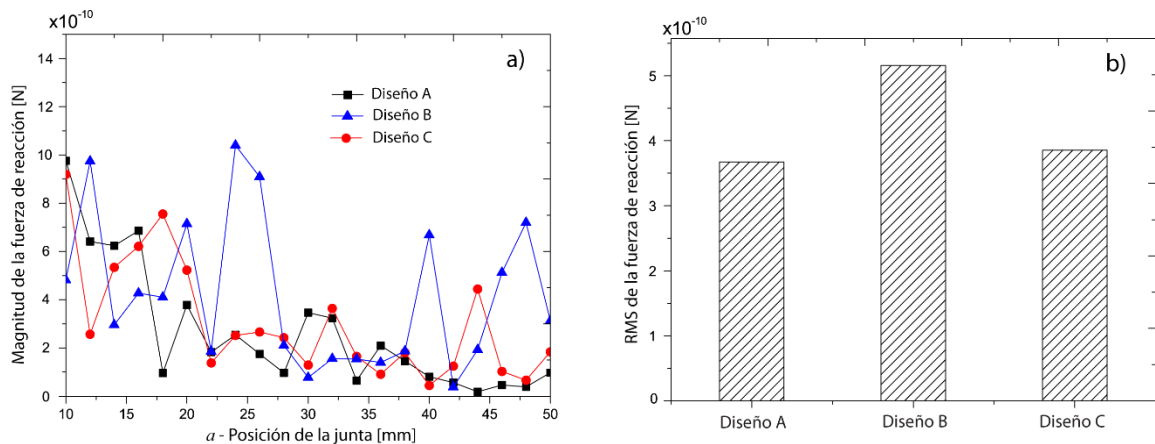 x10^-10
a)
Magnitud de la fuerza de reacción [N]
14
12
10
8
6
4
2
0
Diseño A
Diseño B
Diseño C
10 15 20 25 30 35 40 45 50
a - Posición de la junta [mm]
x10^-10
b)
RMS de la fuerza de reacción [N]
5
4
3
2
1
0
Diseño A Diseño B Diseño C